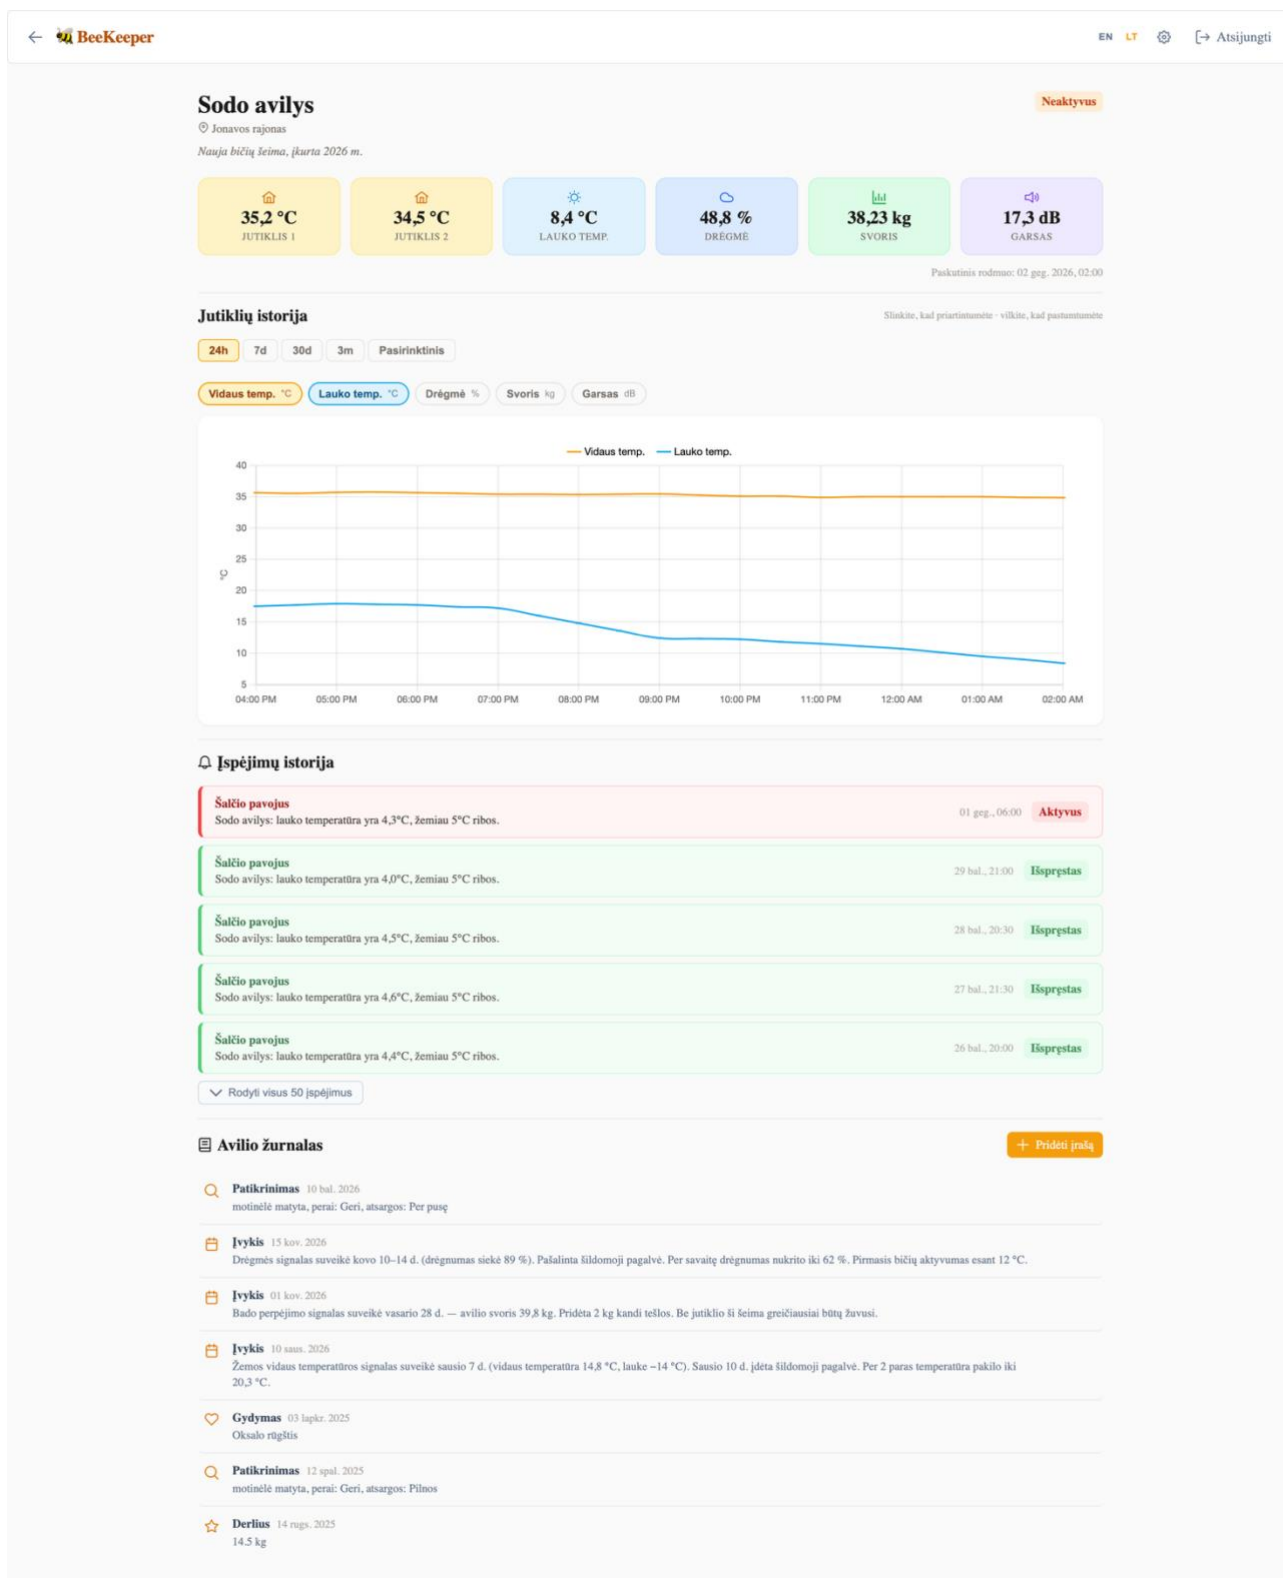 ← BeeKeeper
EN LT Atsijungti
Sodo avilys
Neaktyvus
Jonavos rajonas
Nauja bičių šeima, įkurta 2026 m.
35,2 °C
JUTIKLIS 1
34,5 °C
JUTIKLIS 2
8,4 °C
LAUKO TEMP.
48,8 %
DRĖGMĖ
38,23 kg
SVORIS
17,3 dB
GARSAS
Paskutinis rodmuo: 02 geg. 2026, 02:00
Jutiklių istorija
Slinkite, kad priartintumėte · vilkite, kad pastumtumėte
24h 7d 30d 3m Pasirinktinis
Vidaus temp. °C Lauko temp. °C Drėgmė % Svoris kg Garsas dB
Vidaus temp. Lauko temp.
40
35
30
25
20
15
10
5
°C
04:00 PM 05:00 PM 06:00 PM 07:00 PM 08:00 PM 09:00 PM 10:00 PM 11:00 PM 12:00 AM 01:00 AM 02:00 AM
Įspėjimų istorija
Šalčio pavojus
Sodo avilys: lauko temperatūra yra 4,3°C, žemiau 5°C ribos.
01 geg., 06:00 Aktyvus
Šalčio pavojus
Sodo avilys: lauko temperatūra yra 4,0°C, žemiau 5°C ribos.
29 bal., 21:00 Išspręstas
Šalčio pavojus
Sodo avilys: lauko temperatūra yra 4,5°C, žemiau 5°C ribos.
28 bal., 20:30 Išspręstas
Šalčio pavojus
Sodo avilys: lauko temperatūra yra 4,6°C, žemiau 5°C ribos.
27 bal., 21:30 Išspręstas
Šalčio pavojus
Sodo avilys: lauko temperatūra yra 4,4°C, žemiau 5°C ribos.
26 bal., 20:00 Išspręstas
Rodyti visus 50 įspėjimus
Avilio žurnalas
+ Pridėti įrašą
Patikrinimas 10 bal. 2026
motinėlė matyta, perai: Geri, atsargos: Per pusę
Įvykis 15 kov. 2026
Drėgmės signalas suveikė kovo 10–14 d. (drėgnumas siekė 89 %). Pašalinta šildomoji pagalvė. Per savaitę drėgnumas nukrito iki 62 %. Pirmasis bičių aktyvumas esant 12 °C.
Įvykis 01 kov. 2026
Bado perpėjimo signalas suveikė vasario 28 d. — avilio svoris 39,8 kg. Pridėta 2 kg kandi tešlos. Be jutiklio ši šeima greičiausiai būtų žuvusi.
Įvykis 10 saus. 2026
Žemos vidaus temperatūros signalas suveikė sausio 7 d. (vidaus temperatūra 14,8 °C, lauke −14 °C). Sausio 10 d. įdėta šildomoji pagalvė. Per 2 paras temperatūra pakilo iki
20,3 °C.
Gydymas 03 lapkr. 2025
Oksalo rūgštis
Patikrinimas 12 spal. 2025
motinėlė matyta, perai: Geri, atsargos: Pilnos
Derlius 14 rugs. 2025
14.5 kg